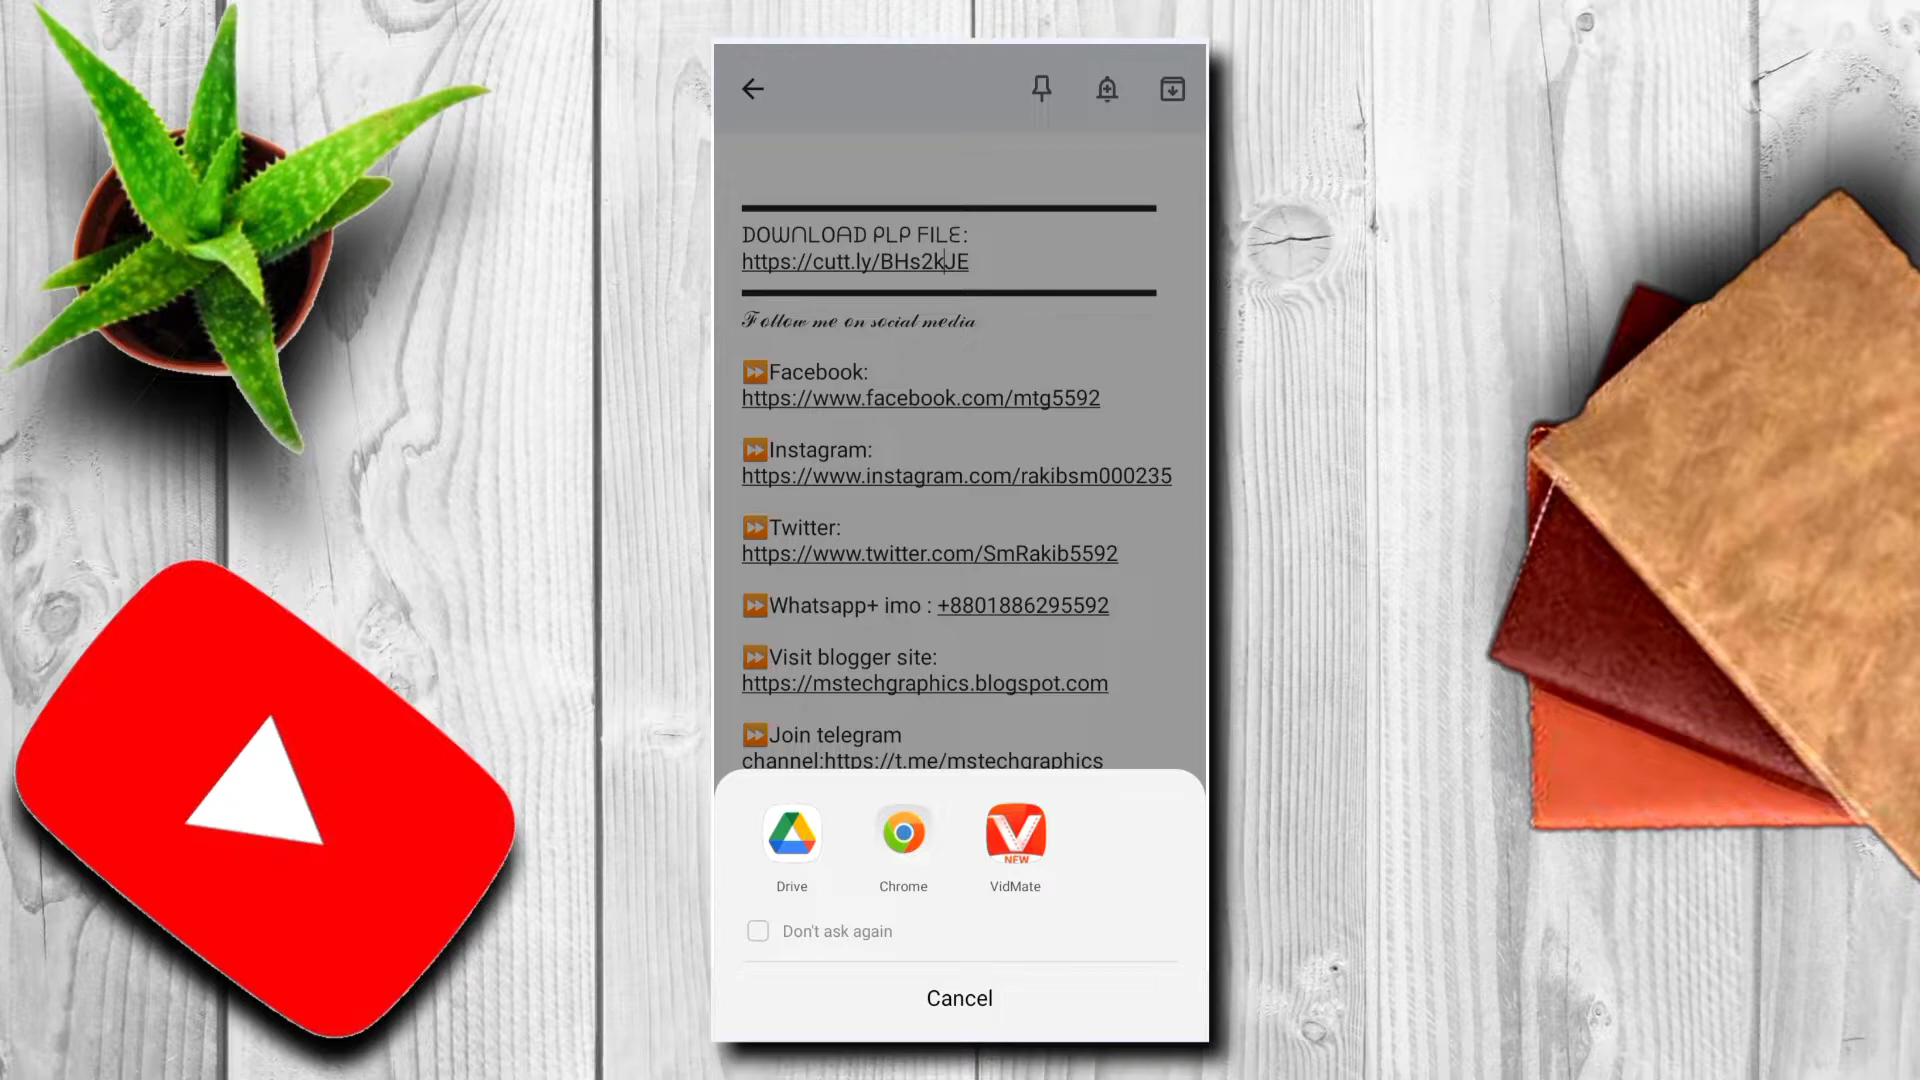 DOWNLOAD PLP FILE:
https://cutt.ly/BHs2kJE
Follow me on social media
⏩Facebook:
https://www.facebook.com/mtg5592
⏩Instagram:
https://www.instagram.com/rakibsm000235
⏩Twitter:
https://www.twitter.com/SmRakib5592
⏩Whatsapp+ imo : +8801886295592
⏩Visit blogger site:
https://mstechgraphics.blogspot.com
⏩Join telegram
channel:https://t.me/mstechgraphics
NEW
Drive Chrome VidMate
Don't ask again
Cancel